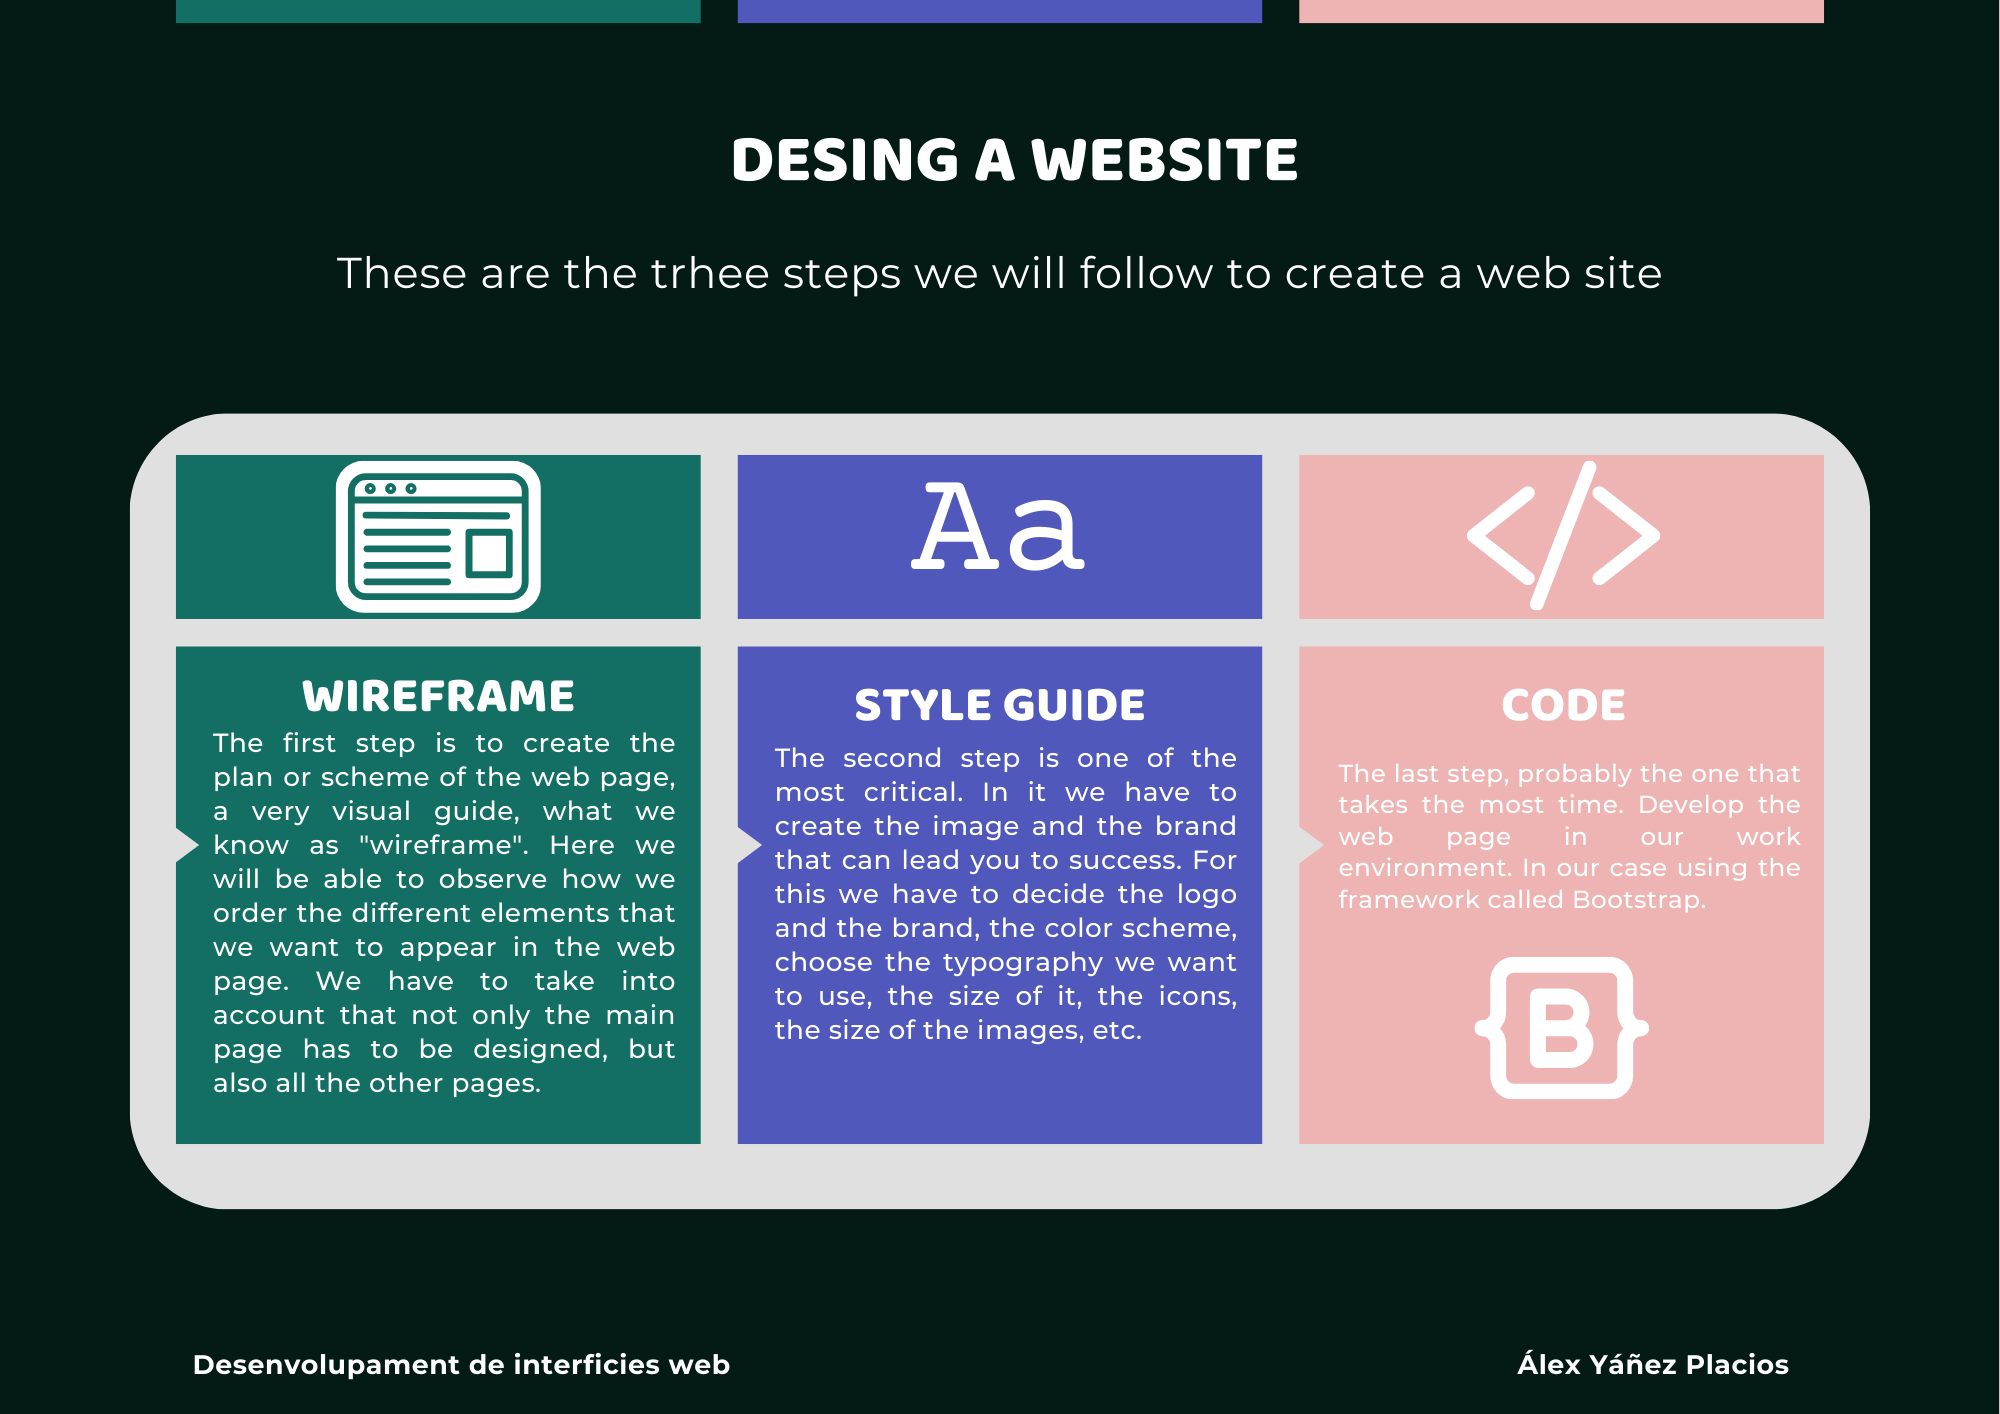 DESING A WEBSITE
These are the trhee steps we will follow to create a web site
Aa
</>
WIREFRAME
The first step is to create the
plan or scheme of the web page,
a very visual guide, what we
know as "wireframe". Here we
will be able to observe how we
order the different elements that
we want to appear in the web
page. We have to take into
account that not only the main
page has to be designed, but
also all the other pages.
STYLE GUIDE
The second step is one of the
most critical. In it we have to
create the image and the brand
that can lead you to success. For
this we have to decide the logo
and the brand, the color scheme,
choose the typography we want
to use, the size of it, the icons,
the size of the images, etc.
CODE
The last step, probably the one that
takes the most time. Develop the
web page in our work
environment. In our case using the
framework called Bootstrap.
B
Desenvolupament de interficies web
Álex Yáñez Placios